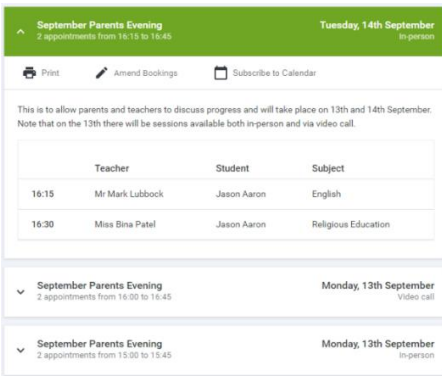 September Parents Evening Tuesday, 14th September
2 appointments from 16:15 to 16:45 In-person
Print Amend Bookings Subscribe to Calendar
This is to allow parents and teachers to discuss progress and will take place on 13th and 14th September.
Note that on the 13th there will be sessions available both in-person and via video call.
Teacher Student Subject
16:15 Mr Mark Lubbock Jason Aaron English
16:30 Miss Bina Patel Jason Aaron Religious Education
September Parents Evening Monday, 13th September
2 appointments from 16:00 to 16:45 Video call
September Parents Evening Monday, 13th September
2 appointments from 15:00 to 15:45 In-person